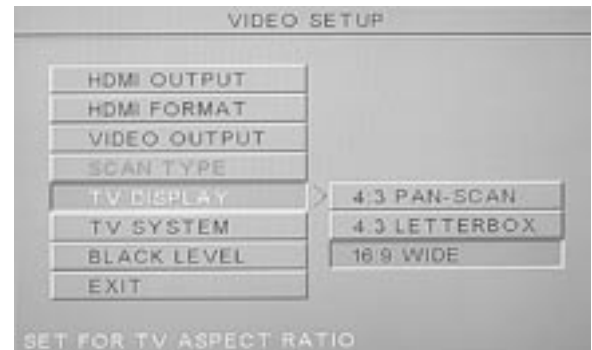 VIDEO SETUP
HDMI OUTPUT
HDMI FORMAT
VIDEO OUTPUT
SCAN TYPE
TV DISPLAY
4:3 PAN-SCAN
TV SYSTEM
4:3 LETTERBOX
BLACK LEVEL
16:9 WIDE
EXIT
SET FOR TV ASPECT RATIO